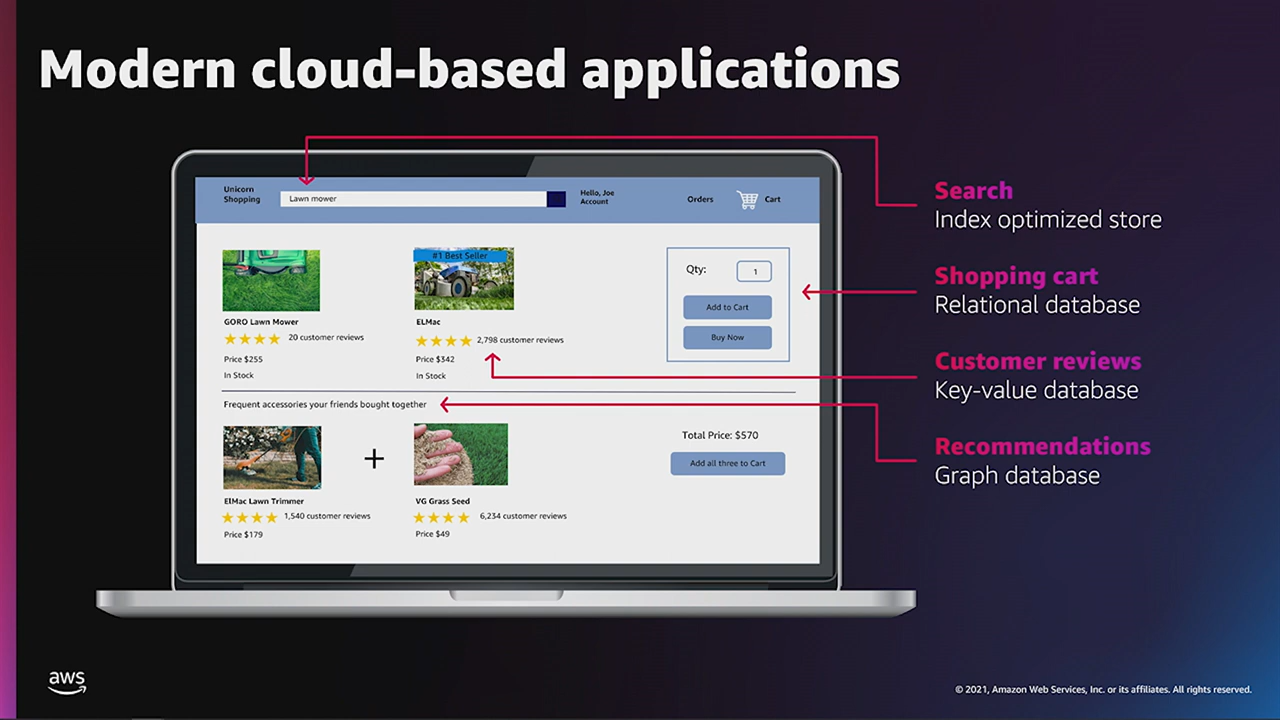 Modern cloud-based applications
Unicorn
Shopping
Lawn mower
Hello, Joe
Account
Orders
Cart
GORO Lawn Mower
20 customer reviews
Price $255
In Stock
#1 Best Seller
ELMac
2,798 customer reviews
Price $342
In Stock
Qty:
1
Add to Cart
Buy Now
Frequent accessories your friends bought together
+
ElMac Lawn Trimmer
1,540 customer reviews
Price $179
VG Grass Seed
6,234 customer reviews
Price $49
Total Price: $570
Add all three to Cart
Search
Index optimized store
Shopping cart
Relational database
Customer reviews
Key-value database
Recommendations
Graph database
aws
© 2021, Amazon Web Services, Inc. or its affiliates. All rights reserved.